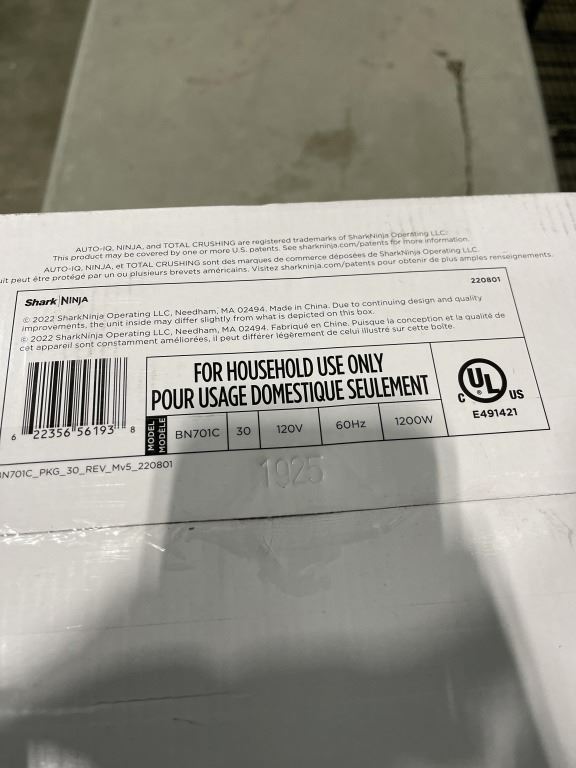 AUTO-IQ, NINJA, and TOTAL CRUSHING are registered trademarks of SharkNinja Operating LLC.
This product may be covered by one or more U.S. patents. See sharkninja.com/patents for more information.
AUTO-IQ, NINJA, et TOTAL CRUSHING sont des marques de commerce déposées de SharkNinja Operating LLC.
uit peut être protégé par un ou plusieurs brevets américains. Visitez sharkninja.com/patents pour obtenir de plus amples renseignements.
Shark | NINJA
220801
© 2022 SharkNinja Operating LLC, Needham, MA 02494. Made in China. Due to continuing design and quality
improvements, the unit inside may differ slightly from what is depicted on this box.
© 2022 SharkNinja Operating LLC, Needham, MA 02494. Fabriqué en Chine. Puisque la conception et la qualité de
cet appareil sont constamment améliorées, il peut différer légèrement de celui illustré sur cette boîte.
FOR HOUSEHOLD USE ONLY
POUR USAGE DOMESTIQUE SEULEMENT
MODEL
MODÈLE
BN701C 30 120V 60Hz 1200W
C UL ® US
E491421
6 22356 56193 8
N701C_PKG_30_REV_Mv5_220801
1925